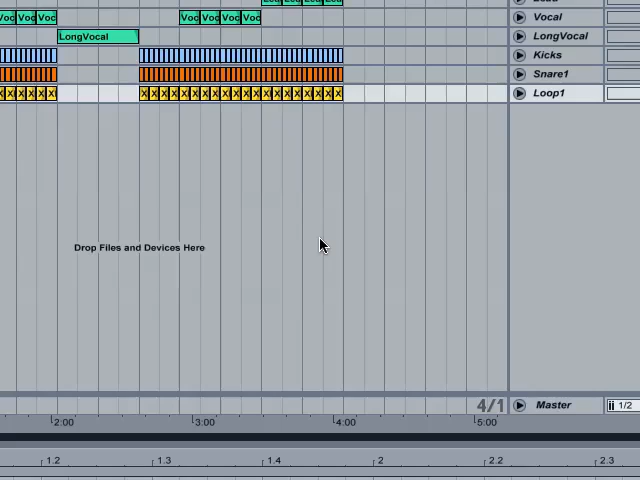 Voc Voc Voc Voc Voc Voc Vocal
LongVocal LongVocal
Kicks
Snare1
X X X X X X X X X X X X X X X X X X X X X X X X X Loop1
Drop Files and Devices Here
4/1 Master 1/2
2:00 3:00 4:00 5:00
1.2 1.3 1.4 2 2.2 2.3